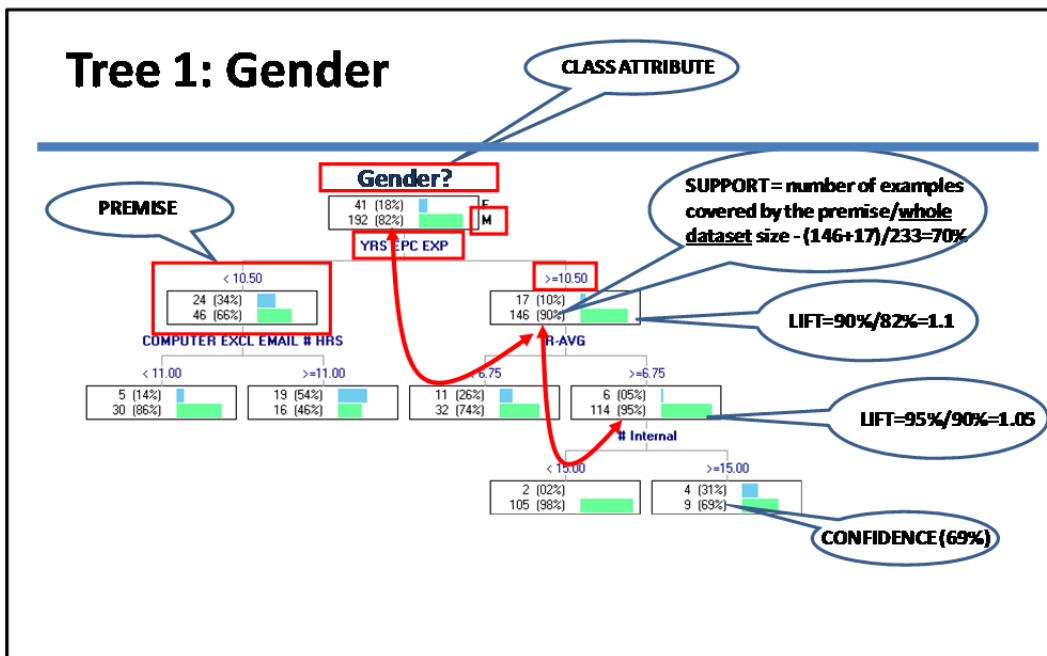 Tree 1: Gender
CLASS ATTRIBUTE
Gender?
PREMISE
41 (18%) F
192 (82%) M
SUPPORT = number of examples
covered by the premise/whole
dataset size - (146+17)/233=70%
YRS EPC EXP
< 10.50
>=10.50
24 (34%)
46 (66%)
17 (10%)
146 (90%)
LIFT=90%/82%=1.1
COMPUTER EXCL EMAIL # HRS
R-AVG
< 11.00
>=11.00
< 6.75
>=6.75
5 (14%)
30 (86%)
19 (54%)
16 (46%)
11 (26%)
32 (74%)
6 (05%)
114 (95%)
LIFT=95%/90%=1.05
# Internal
< 15.00
>=15.00
2 (02%)
105 (98%)
4 (31%)
9 (69%)
CONFIDENCE (69%)